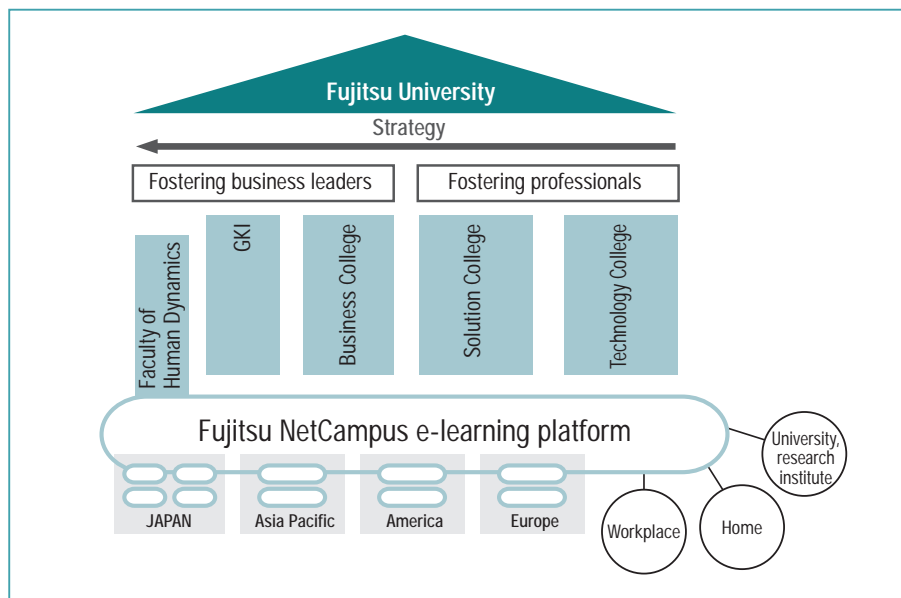 Fujitsu University
Strategy
Fostering business leaders
Fostering professionals
Faculty of
Human Dynamics
GKI
Business College
Solution College
Technology College
Fujitsu NetCampus e-learning platform
JAPAN
Asia Pacific
America
Europe
Workplace
Home
University,
research
institute